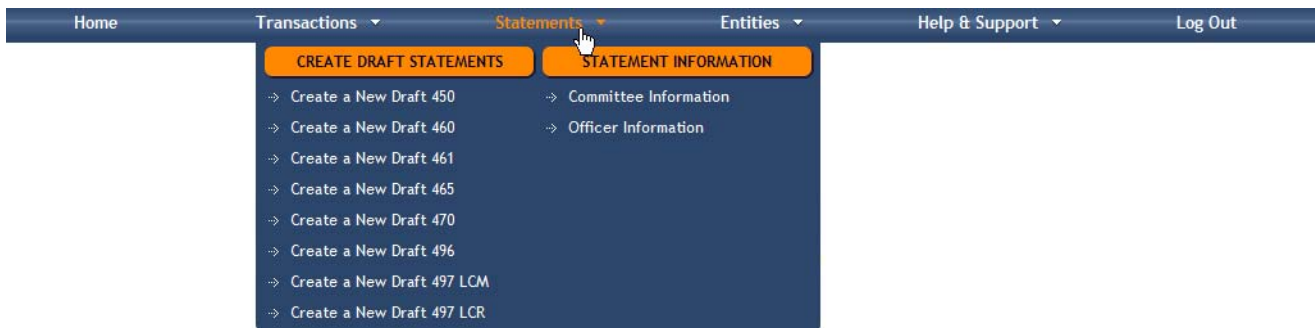 Home Transactions Statements Entities Help & Support Log Out
CREATE DRAFT STATEMENTS
Create a New Draft 450
Create a New Draft 460
Create a New Draft 461
Create a New Draft 465
Create a New Draft 470
Create a New Draft 496
Create a New Draft 497 LCM
Create a New Draft 497 LCR
STATEMENT INFORMATION
Committee Information
Officer Information